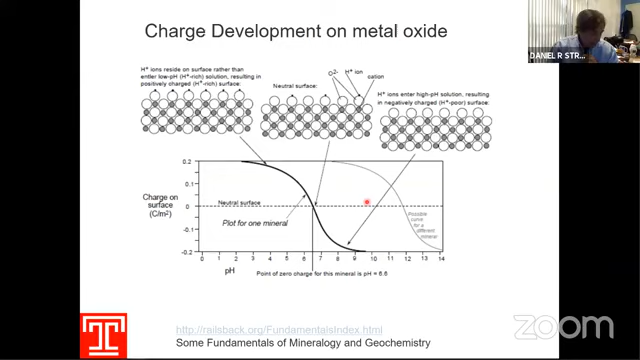 Charge Development on metal oxide
DANIEL R STR...
H+ ions reside on surface rather than
entler low-pH (H+-rich) solution, resulting in
positively charged (H+-rich) surface:
Neutral surface:
O2-
H+ ion
cation
H+ ions enter high-pH solution, resulting
in negatively charged (H+-poor) surface:
Charge on
surface
(C/m2)
0.2
0.1
0
-0.1
-0.2
Neutral surface
Plot for one mineral
Possible
curve
for a
different
mineral
0 1 2 3 4 5 6 7 8 9 10 11 12 13 14
pH
Point of zero charge for this mineral is pH = 6.6
http://railsback.org/FundamentalsIndex.html
Some Fundamentals of Mineralogy and Geochemistry
zoom